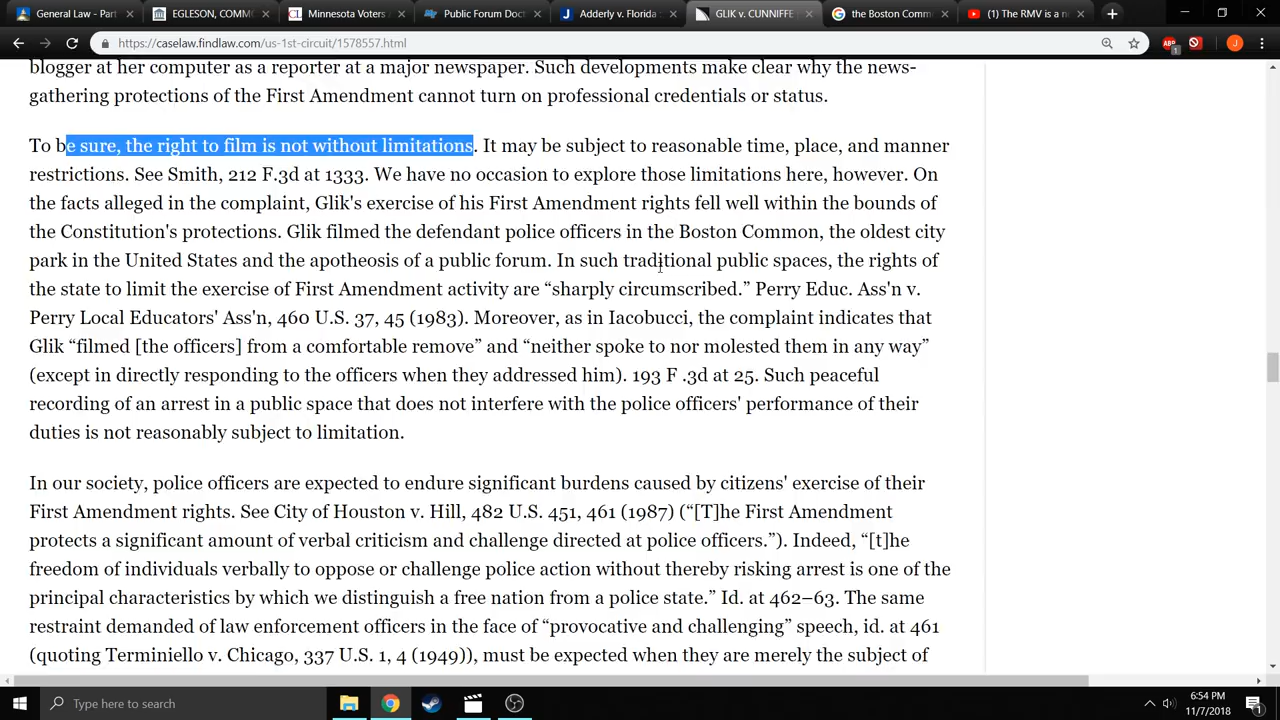 General Law - Part
EGLESON, COMM
Minnesota Voters
Public Forum Doct
Adderly v. Florida
GLIK v. CUNNIFFE
the Boston Comm
(1) The RMV is a n
https://caselaw.findlaw.com/us-1st-circuit/1578557.html
blogger at her computer as a reporter at a major newspaper. Such developments make clear why the news-
gathering protections of the First Amendment cannot turn on professional credentials or status.
To be sure, the right to film is not without limitations. It may be subject to reasonable time, place, and manner
restrictions. See Smith, 212 F.3d at 1333. We have no occasion to explore those limitations here, however. On
the facts alleged in the complaint, Glik's exercise of his First Amendment rights fell well within the bounds of
the Constitution's protections. Glik filmed the defendant police officers in the Boston Common, the oldest city
park in the United States and the apotheosis of a public forum. In such traditional public spaces, the rights of
the state to limit the exercise of First Amendment activity are “sharply circumscribed.” Perry Educ. Ass'n v.
Perry Local Educators' Ass'n, 460 U.S. 37, 45 (1983). Moreover, as in Iacobucci, the complaint indicates that
Glik “filmed [the officers] from a comfortable remove” and “neither spoke to nor molested them in any way”
(except in directly responding to the officers when they addressed him). 193 F .3d at 25. Such peaceful
recording of an arrest in a public space that does not interfere with the police officers' performance of their
duties is not reasonably subject to limitation.
In our society, police officers are expected to endure significant burdens caused by citizens' exercise of their
First Amendment rights. See City of Houston v. Hill, 482 U.S. 451, 461 (1987) (“[T]he First Amendment
protects a significant amount of verbal criticism and challenge directed at police officers.”). Indeed, “[t]he
freedom of individuals verbally to oppose or challenge police action without thereby risking arrest is one of the
principal characteristics by which we distinguish a free nation from a police state.” Id. at 462–63. The same
restraint demanded of law enforcement officers in the face of “provocative and challenging” speech, id. at 461
(quoting Terminiello v. Chicago, 337 U.S. 1, 4 (1949)), must be expected when they are merely the subject of
Type here to search
6:54 PM
11/7/2018